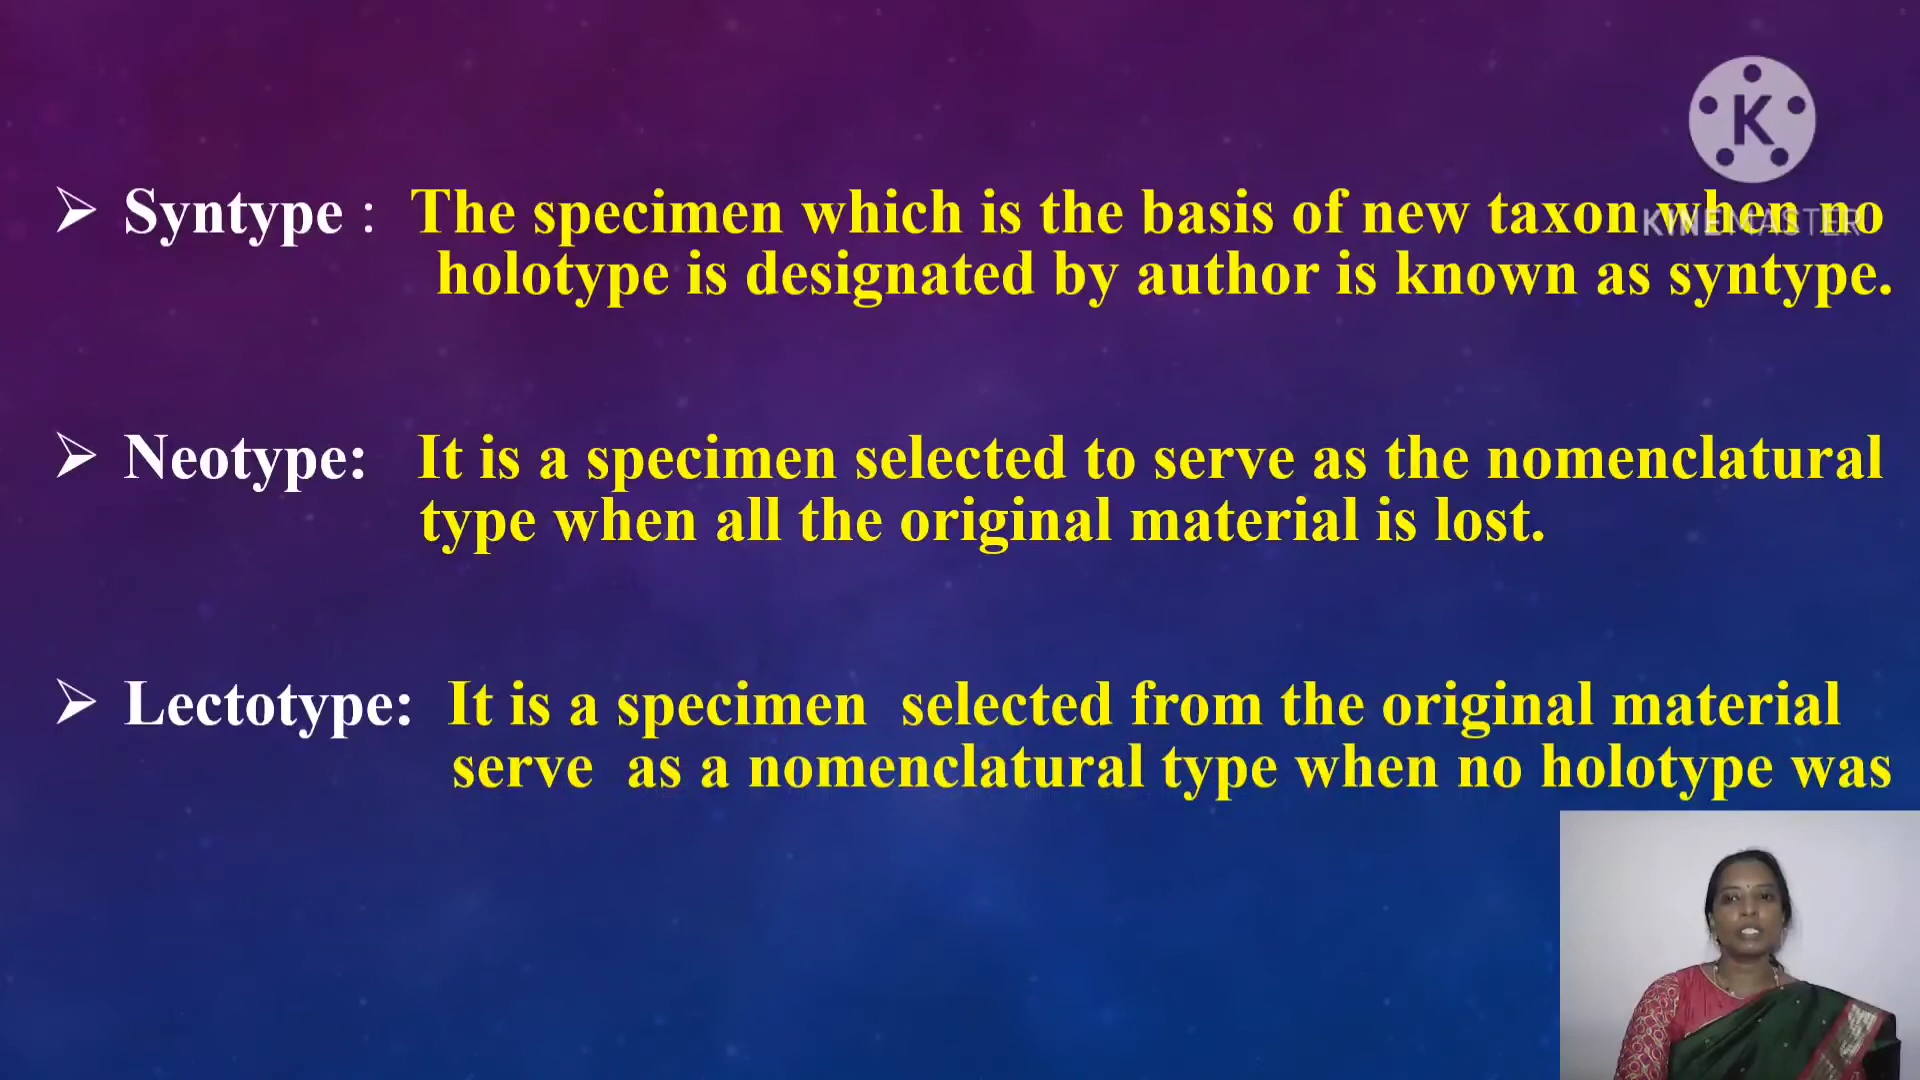 K
KINEMASTER
Syntype : The specimen which is the basis of new taxon when no
holotype is designated by author is known as syntype.
Neotype: It is a specimen selected to serve as the nomenclatural
type when all the original material is lost.
Lectotype: It is a specimen selected from the original material
serve as a nomenclatural type when no holotype was